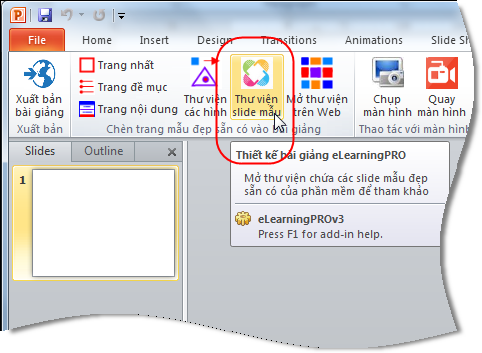 File Home Insert Design Transitions Animations Slide Sh
Xuất bản
bài giảng
Trang nhất
Trang đề mục
Trang nội dung
Thư viện
các hình
Thư viện
slide mẫu
Mở thư viện
trên Web
Chụp
màn hình
Quay
màn hình
Xuất bản
Chèn trang mẫu đẹp sẵn có vào bài giảng
Thao tác với màn hình
Slides
Outline
1
Thiết kế bài giảng eLearningPRO
Mở thư viện chứa các slide mẫu đẹp
sẵn có của phần mềm để tham khảo
eLearningPROv3
Press F1 for add-in help.